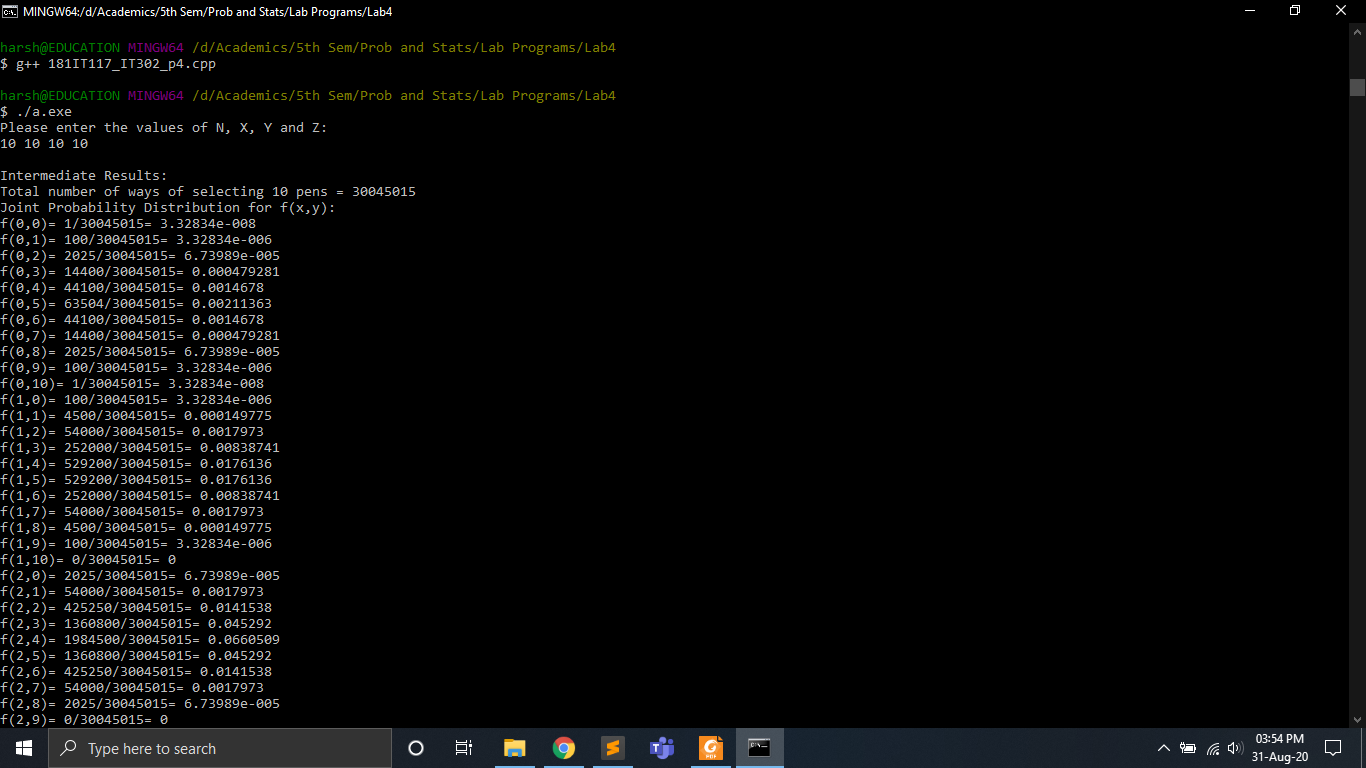 MINGW64:/d/Academics/5th Sem/Prob and Stats/Lab Programs/Lab4
harsh@EDUCATION MINGW64 /d/Academics/5th Sem/Prob and Stats/Lab Programs/Lab4
$ g++ 181IT117_IT302_p4.cpp
harsh@EDUCATION MINGW64 /d/Academics/5th Sem/Prob and Stats/Lab Programs/Lab4
$ ./a.exe
Please enter the values of N, X, Y and Z:
10 10 10 10
Intermediate Results:
Total number of ways of selecting 10 pens = 30045015
Joint Probability Distribution for f(x,y):
f(0,0)= 1/30045015= 3.32834e-008
f(0,1)= 100/30045015= 3.32834e-006
f(0,2)= 2025/30045015= 6.73989e-005
f(0,3)= 14400/30045015= 0.000479281
f(0,4)= 44100/30045015= 0.0014678
f(0,5)= 63504/30045015= 0.00211363
f(0,6)= 44100/30045015= 0.0014678
f(0,7)= 14400/30045015= 0.000479281
f(0,8)= 2025/30045015= 6.73989e-005
f(0,9)= 100/30045015= 3.32834e-006
f(0,10)= 1/30045015= 3.32834e-008
f(1,0)= 100/30045015= 3.32834e-006
f(1,1)= 4500/30045015= 0.000149775
f(1,2)= 54000/30045015= 0.0017973
f(1,3)= 252000/30045015= 0.00838741
f(1,4)= 529200/30045015= 0.0176136
f(1,5)= 529200/30045015= 0.0176136
f(1,6)= 252000/30045015= 0.00838741
f(1,7)= 54000/30045015= 0.0017973
f(1,8)= 4500/30045015= 0.000149775
f(1,9)= 100/30045015= 3.32834e-006
f(1,10)= 0/30045015= 0
f(2,0)= 2025/30045015= 6.73989e-005
f(2,1)= 54000/30045015= 0.0017973
f(2,2)= 425250/30045015= 0.0141538
f(2,3)= 1360800/30045015= 0.045292
f(2,4)= 1984500/30045015= 0.0660509
f(2,5)= 1360800/30045015= 0.045292
f(2,6)= 425250/30045015= 0.0141538
f(2,7)= 54000/30045015= 0.0017973
f(2,8)= 2025/30045015= 6.73989e-005
f(2,9)= 0/30045015= 0
Type here to search
03:54 PM
31-Aug-20